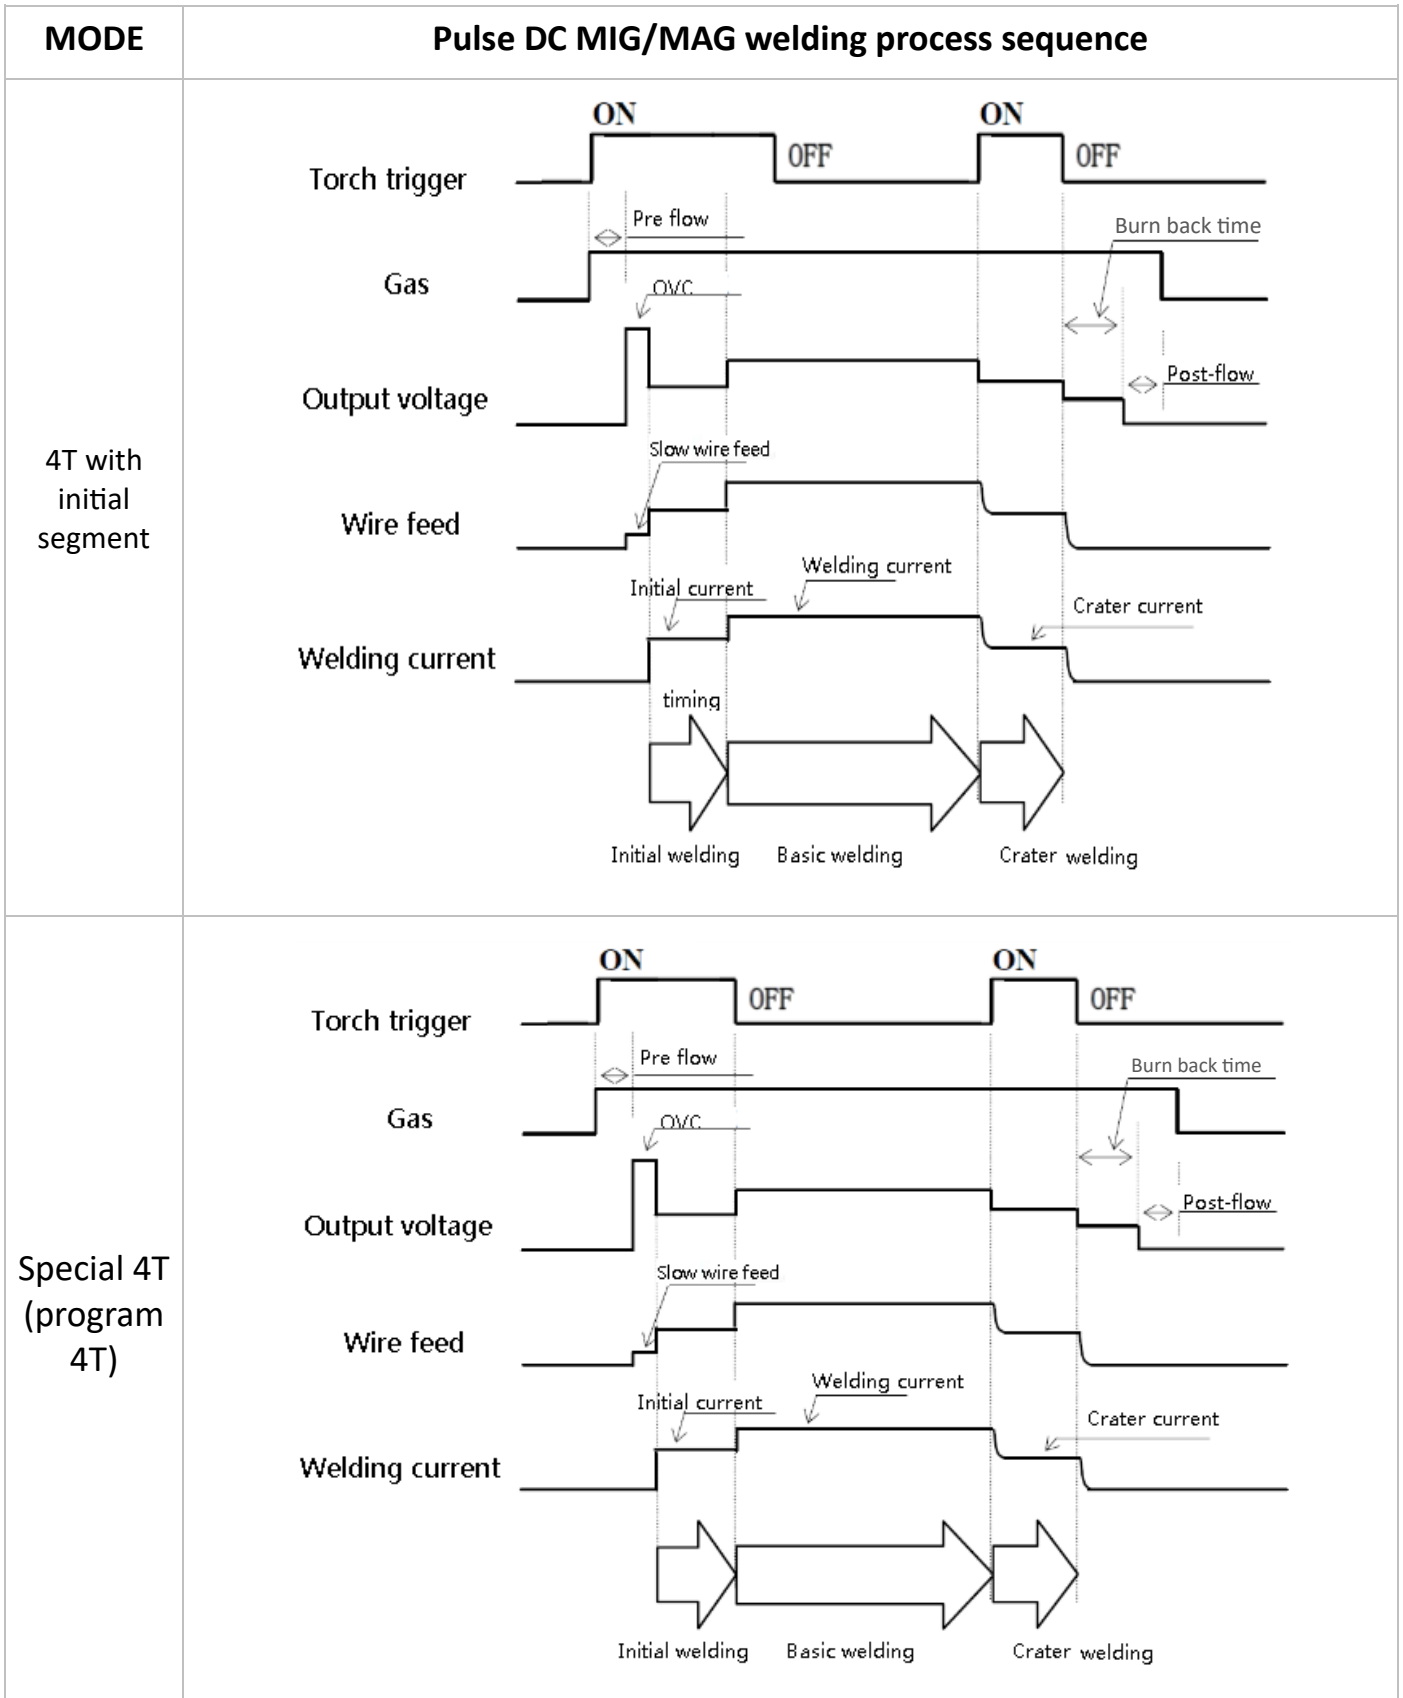 MODE
Pulse DC MIG/MAG welding process sequence
4T with
initial
segment
ON
ON
OFF
OFF
Torch trigger
Pre flow
Burn back time
Gas
OVC
Post-flow
Output voltage
Slow wire feed
Wire feed
Welding current
Initial current
Crater current
Welding current
timing
Initial welding
Basic welding
Crater welding
Special 4T
(program
4T)
ON
ON
OFF
OFF
Torch trigger
Pre flow
Burn back time
Gas
OVC
Post-flow
Output voltage
Slow wire feed
Wire feed
Welding current
Initial current
Crater current
Welding current
Initial welding
Basic welding
Crater welding